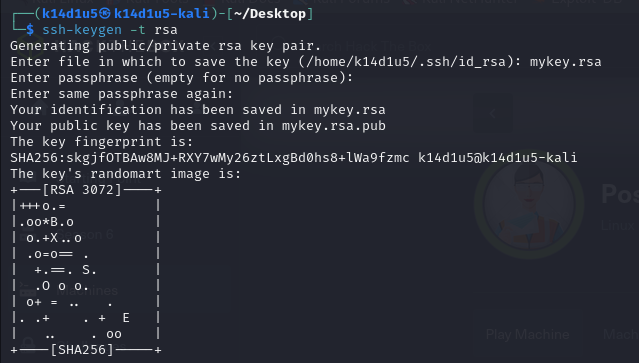 ┌──(k14d1u5㉿k14d1u5-kali)-[~/Desktop]
└─$ ssh-keygen -t rsa
Generating public/private rsa key pair.
Enter file in which to save the key (/home/k14d1u5/.ssh/id_rsa): mykey.rsa
Enter passphrase (empty for no passphrase):
Enter same passphrase again:
Your identification has been saved in mykey.rsa
Your public key has been saved in mykey.rsa.pub
The key fingerprint is:
SHA256:skgjfOTBAw8MJ+RXY7wMy26ztLxgBd0hs8+lWa9fzmc k14d1u5@k14d1u5-kali
The key's randomart image is:
+---[RSA 3072]----+
|+++o.=           |
|.oo*B.o          |
| o.+X..o         |
| .o=o== .        |
|  +.==. S.       |
|  .O o o.        |
| o+ = ..   .     |
|. .+    . +  E   |
|   ..    . oo    |
+----[SHA256]-----+
Play Machine